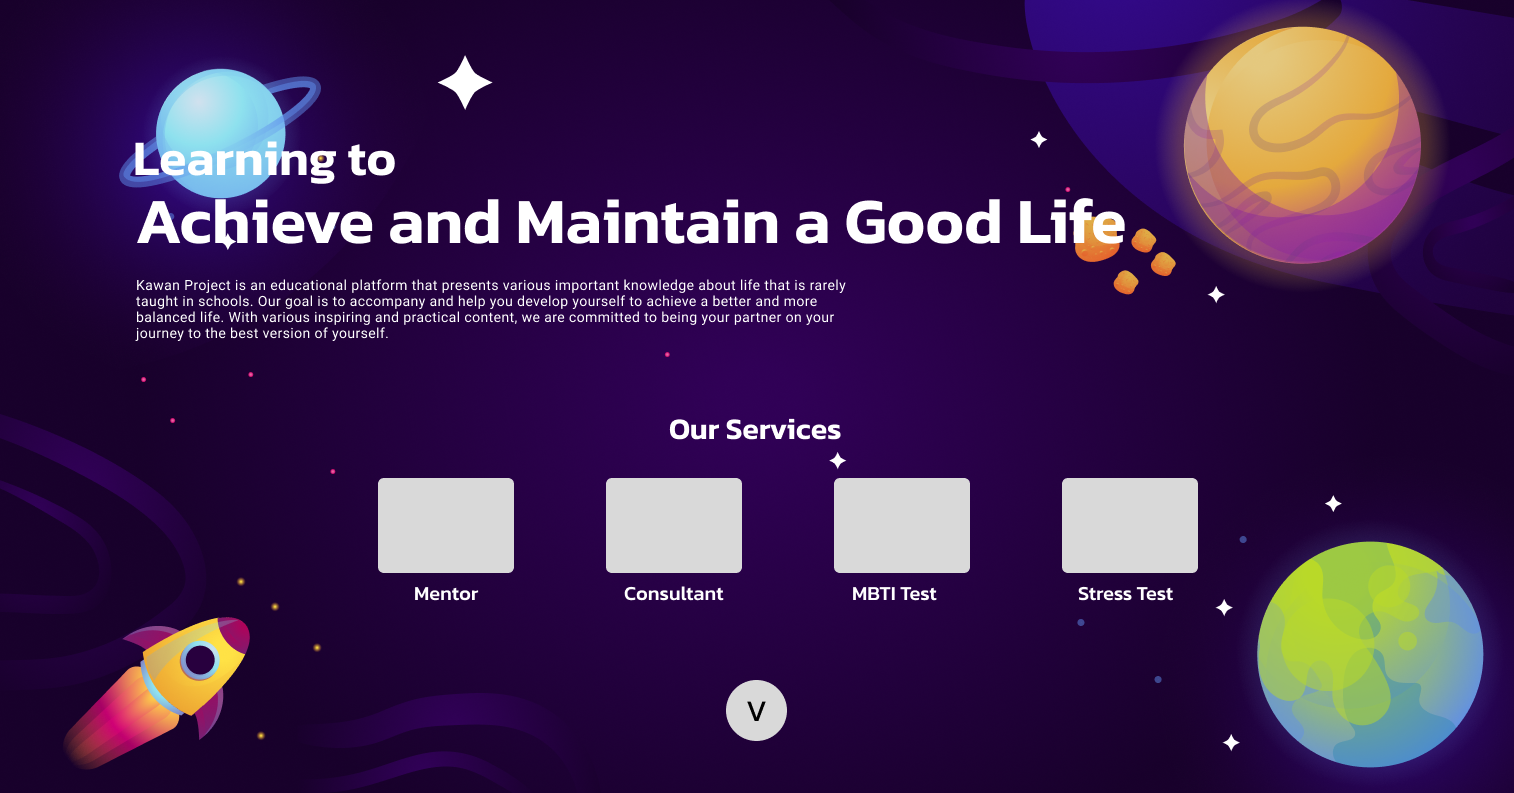 Learning to
Achieve and Maintain a Good Life
Kawan Project is an educational platform that presents various important knowledge about life that is rarely
taught in schools. Our goal is to accompany and help you develop yourself to achieve a better and more
balanced life. With various inspiring and practical content, we are committed to being your partner on your
journey to the best version of yourself.
Our Services
Mentor
Consultant
MBTI Test
Stress Test
V